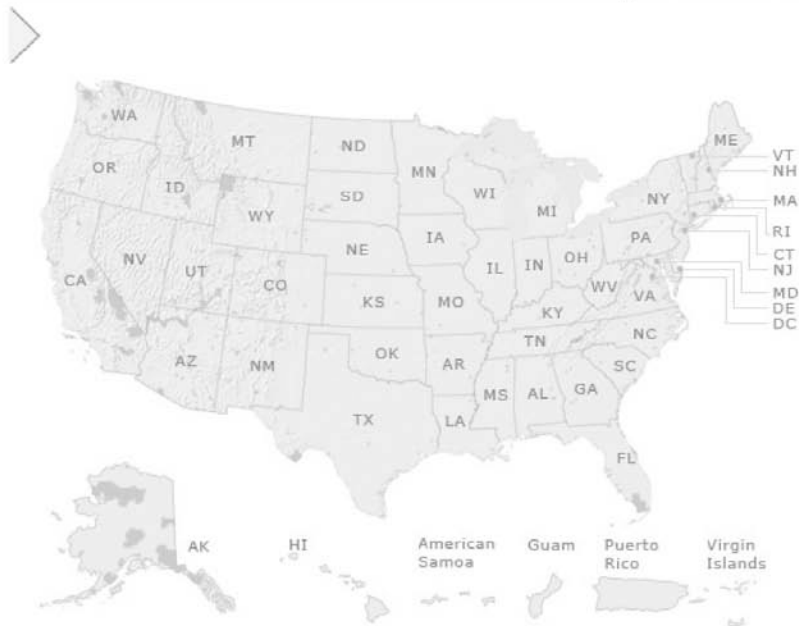 WA
ME
MT
ND
VT
OR
MN
NH
ID
SD
WI
NY
MA
WY
MI
RI
IA
PA
CT
NE
NV
OH
NJ
UT
IL
IN
CA
CO
WV
MD
VA
KS
MO
DE
KY
DC
NC
TN
OK
AZ
NM
AR
SC
MS
AL
GA
TX
LA
FL
AK
HI
American
Samoa
Guam
Puerto
Rico
Virgin
Islands